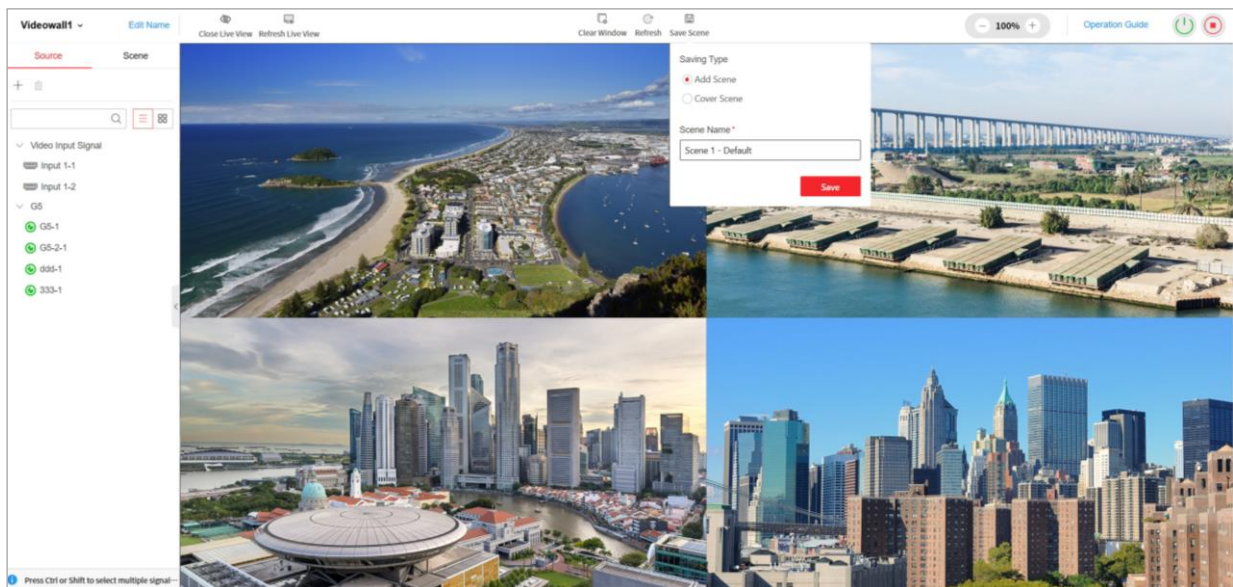 Videowall1
Edit Name
Close Live View
Refresh Live View
Clear Window
Refresh
Save Scene
100%
Operation Guide
Source
Scene
Video Input Signal
Input 1-1
Input 1-2
G5
G5-1
G5-2-1
ddd-1
333-1
Press Ctrl or Shift to select multiple signal
Saving Type
Add Scene
Cover Scene
Scene Name*
Scene 1 - Default
Save